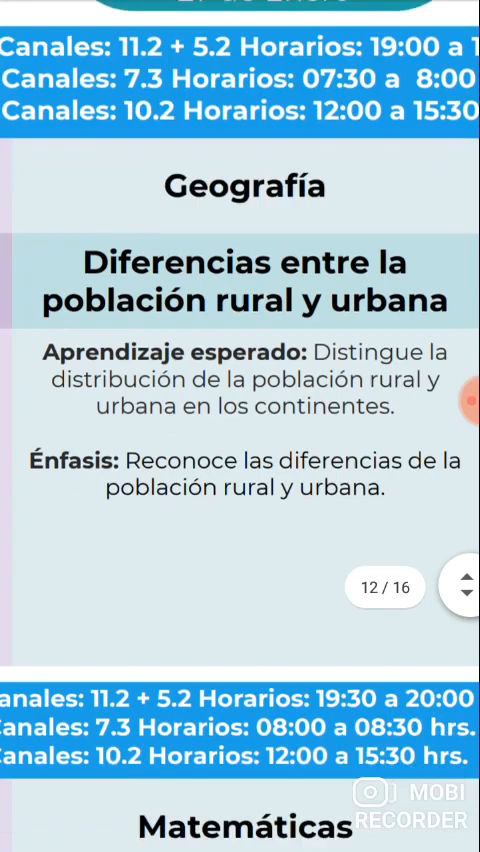 Canales: 11.2 + 5.2 Horarios: 19:00 a 1
Canales: 7.3 Horarios: 07:30 a 8:00
Canales: 10.2 Horarios: 12:00 a 15:30
Geografía
Diferencias entre la
población rural y urbana
Aprendizaje esperado: Distingue la
distribución de la población rural y
urbana en los continentes.
Énfasis: Reconoce las diferencias de la
población rural y urbana.
12 / 16
anales: 11.2 + 5.2 Horarios: 19:30 a 20:00
anales: 7.3 Horarios: 08:00 a 08:30 hrs.
Canales: 10.2 Horarios: 12:00 a 15:30 hrs.
MOBI
RECORDER
Matemáticas